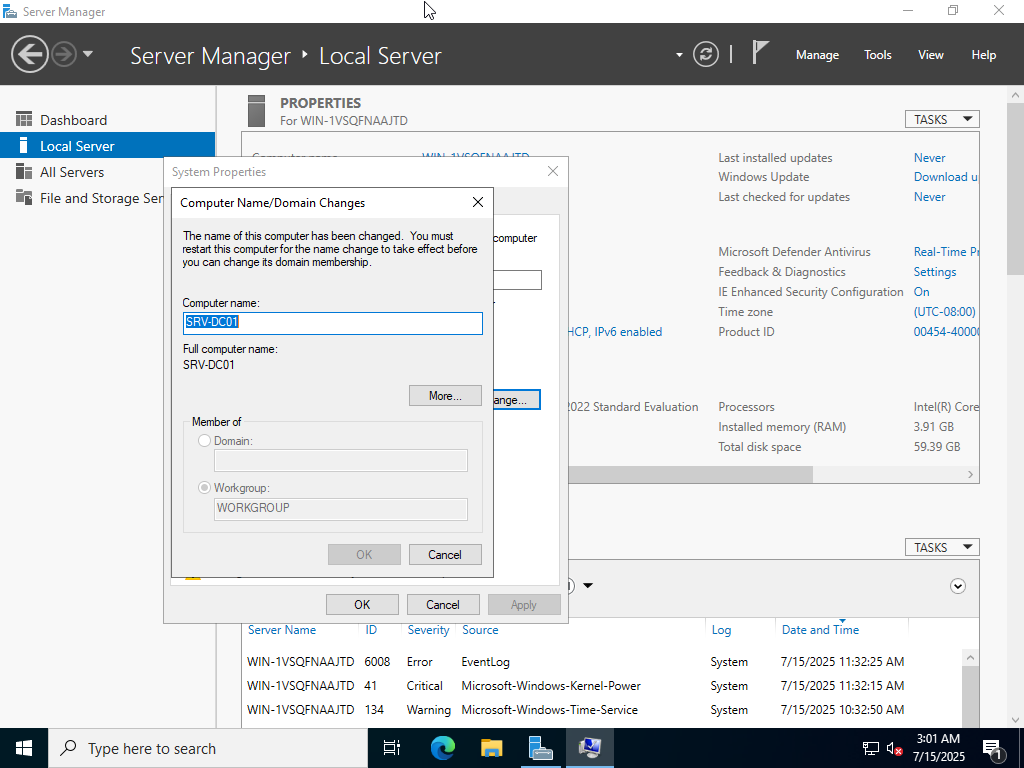 Server Manager
Server Manager ‣ Local Server
Manage Tools View Help
Dashboard
Local Server
All Servers
File and Storage Ser
PROPERTIES
For WIN-1VSQFNAAJTD
TASKS
Last installed updates Never
Windows Update Download u
Last checked for updates Never
Microsoft Defender Antivirus Real-Time Pr
Feedback & Diagnostics Settings
IE Enhanced Security Configuration On
Time zone (UTC-08:00)
HCP, IPv6 enabled Product ID 00454-40000
2022 Standard Evaluation Processors Intel(R) Core
Installed memory (RAM) 3.91 GB
Total disk space 59.39 GB
System Properties
computer
ange...
OK Cancel Apply
Computer Name/Domain Changes
The name of this computer has been changed. You must
restart this computer for the name change to take effect before
you can change its domain membership.
Computer name:
SRV-DC01
Full computer name:
SRV-DC01
More...
Member of
Domain:
Workgroup:
WORKGROUP
OK Cancel
TASKS
Server Name ID Severity Source Log Date and Time
WIN-1VSQFNAAJTD 6008 Error EventLog System 7/15/2025 11:32:25 AM
WIN-1VSQFNAAJTD 41 Critical Microsoft-Windows-Kernel-Power System 7/15/2025 11:32:15 AM
WIN-1VSQFNAAJTD 134 Warning Microsoft-Windows-Time-Service System 7/15/2025 10:32:50 AM
Type here to search
3:01 AM
7/15/2025
1